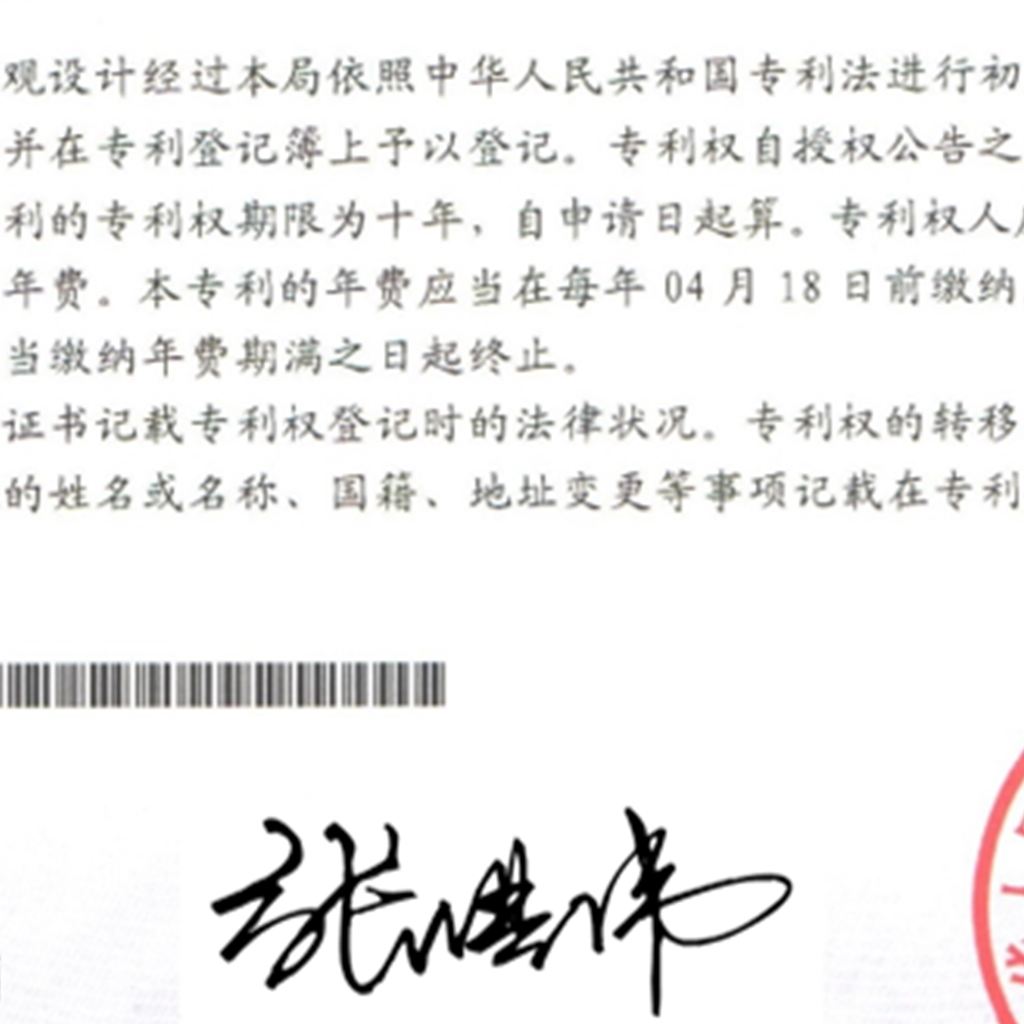 观设计经过本局依照中华人民共和国专利法进行初
并在专利登记簿上予以登记。专利权自授权公告之
利的专利权期限为十年，自申请日起算。专利权人
年费。本专利的年费应当在每年 04 月 18 日前缴纳
当缴纳年费期满之日起终止。
证书记载专利权登记时的法律状况。专利权的转移
的姓名或名称、国籍、地址变更等事项记载在专利